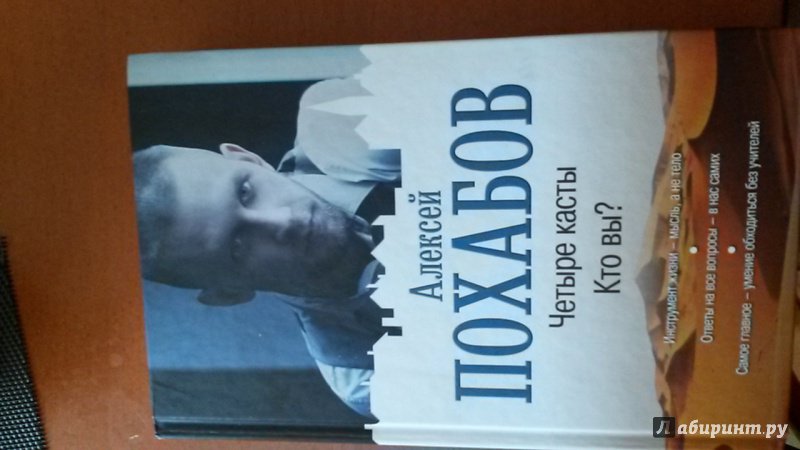 Алексей
ПОХАБОВ
Четыре касты
Кто вы?
Инструмент жизни – мысль, а не тело
•
Ответы на все вопросы – в нас самих
•
Самое главное – умение обходиться без учителей
Лабиринт.ру